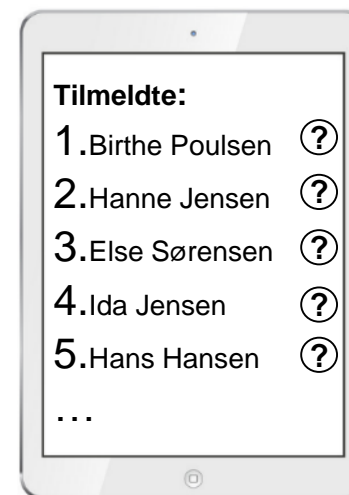 Tilmeldte:
1.Birthe Poulsen ?
2.Hanne Jensen ?
3.Else Sørensen ?
4.Ida Jensen ?
5.Hans Hansen ?
...